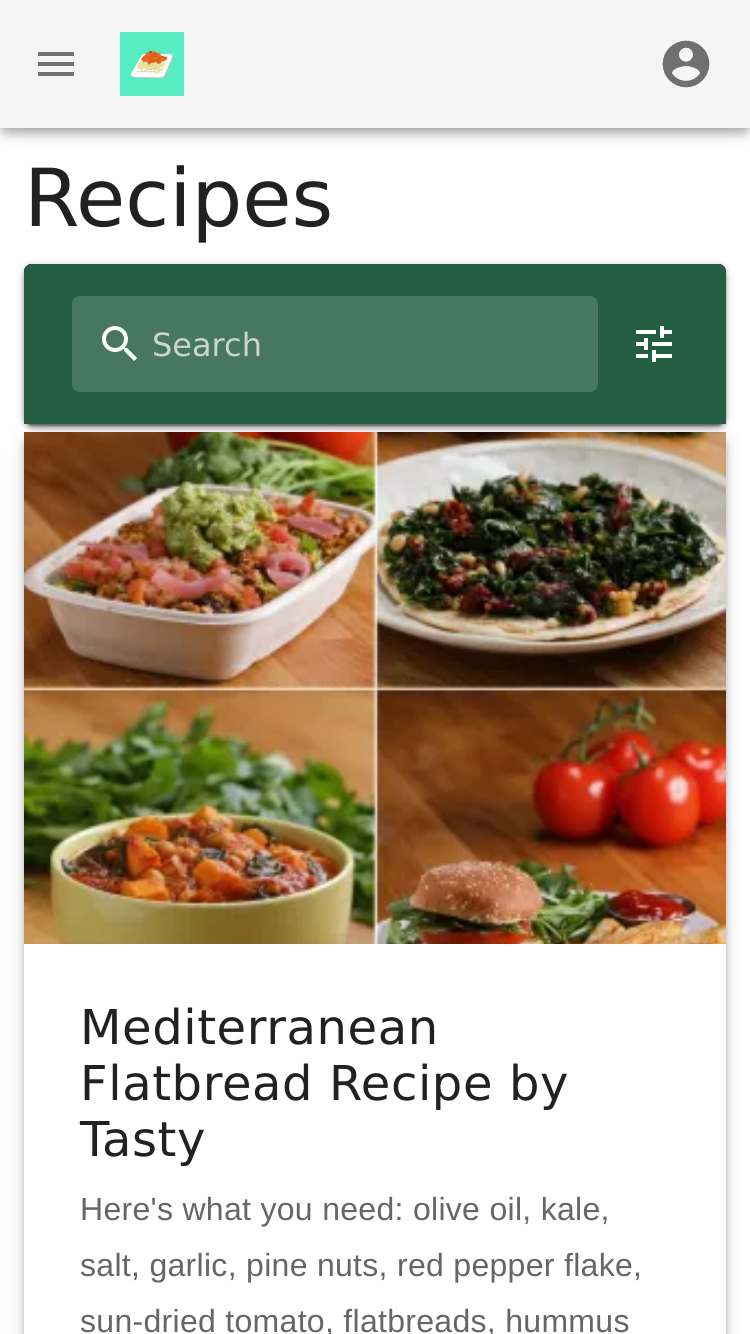 Recipes
Search
Mediterranean
Flatbread Recipe by
Tasty
Here's what you need: olive oil, kale,
salt, garlic, pine nuts, red pepper flake,
sun-dried tomato, flatbreads, hummus